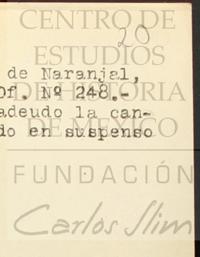 CENTRO DE
20
ESTUDIOS
de Naranjal,
DE HISTORIA
Of. Nº 248.-
adeudo la can-
DE MÉXICO
do en suspenso
FUNDACIÓN
Carlos Slim